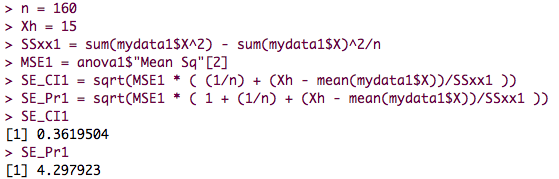 > n = 160
> Xh = 15
> SSxx1 = sum(mydata1$X^2) - sum(mydata1$X)^2/n
> MSE1 = anova1$"Mean Sq"[2]
> SE_CI1 = sqrt(MSE1 * ( (1/n) + (Xh - mean(mydata1$X))/SSxx1 ))
> SE_Pr1 = sqrt(MSE1 * ( 1 + (1/n) + (Xh - mean(mydata1$X))/SSxx1 ))
> SE_CI1
[1] 0.3619504
> SE_Pr1
[1] 4.297923